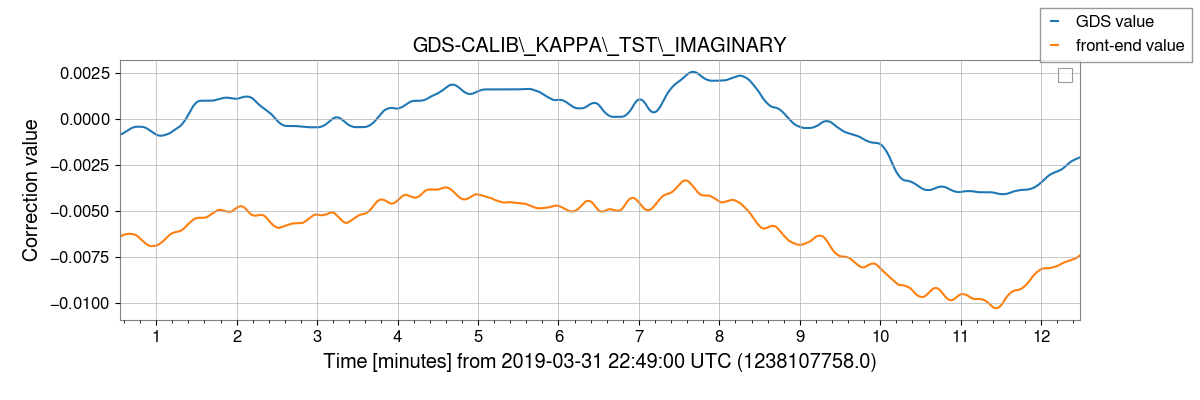 GDS value
front-end value
GDS-CALIB\_KAPPA\_TST\_IMAGINARY
Correction value
0.0025
0.0000
−0.0025
−0.0050
−0.0075
−0.0100
1 2 3 4 5 6 7 8 9 10 11 12
Time [minutes] from 2019-03-31 22:49:00 UTC (1238107758.0)